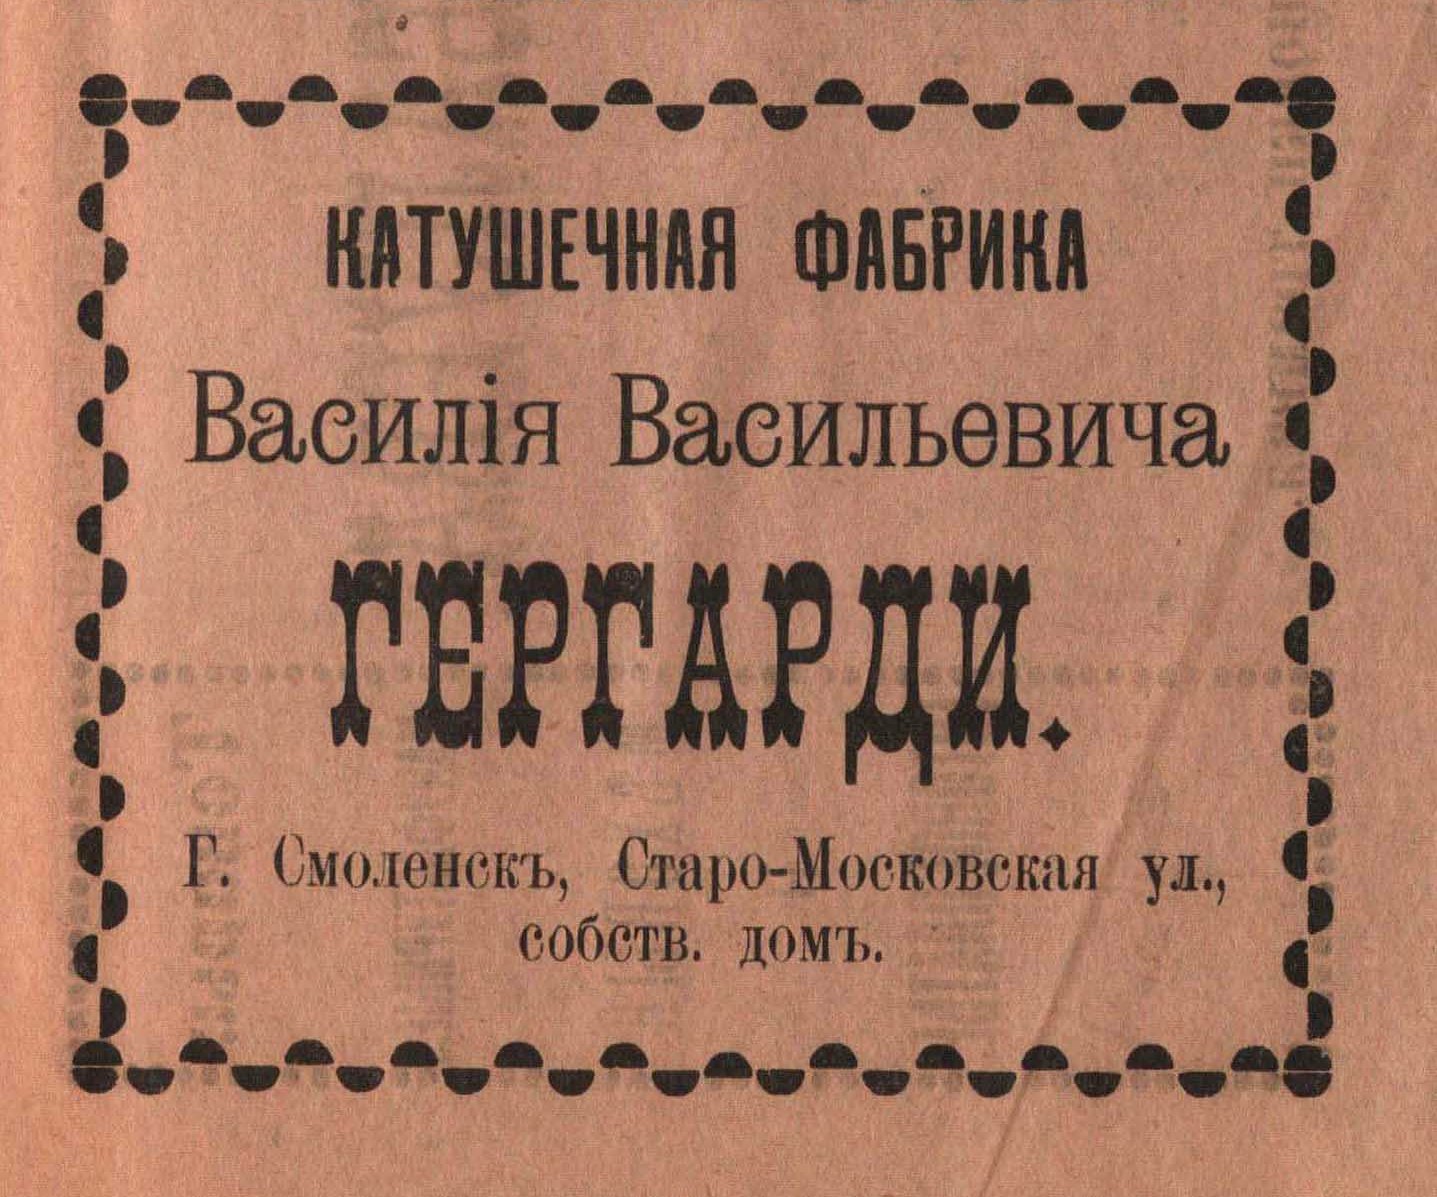 КАТУШЕЧНАЯ ФАБРИКА
Василія Васильевича
ГЕРГАРДИ.
Г. Смоленскъ, Старо-Московская ул.,
собств. домъ.